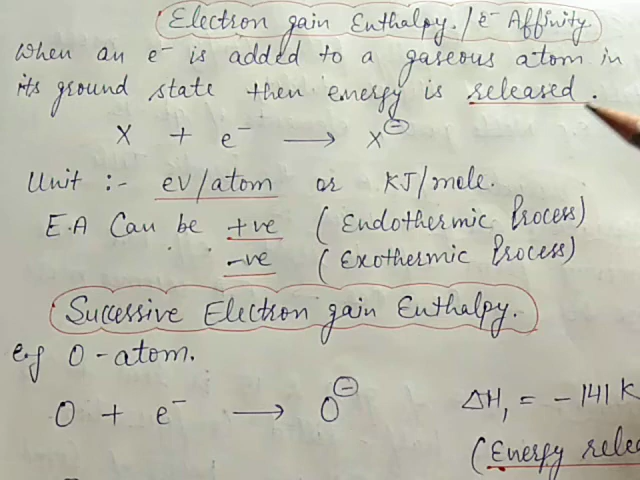 Electron gain Enthalpy./e⁻ Affinity.
When an e⁻ is added to a gaseous atom in
its ground state then energy is released.
X + e⁻ ⟶ X⊖
Unit :- eV/atom or KJ/mole.
E.A Can be +ve (Endothermic Process)
-ve (Exothermic Process)
Successive Electron gain Enthalpy.
e.g O-atom.
O + e⁻ ⟶ O⊖ ΔH₁ = -141 K
(Energy relea